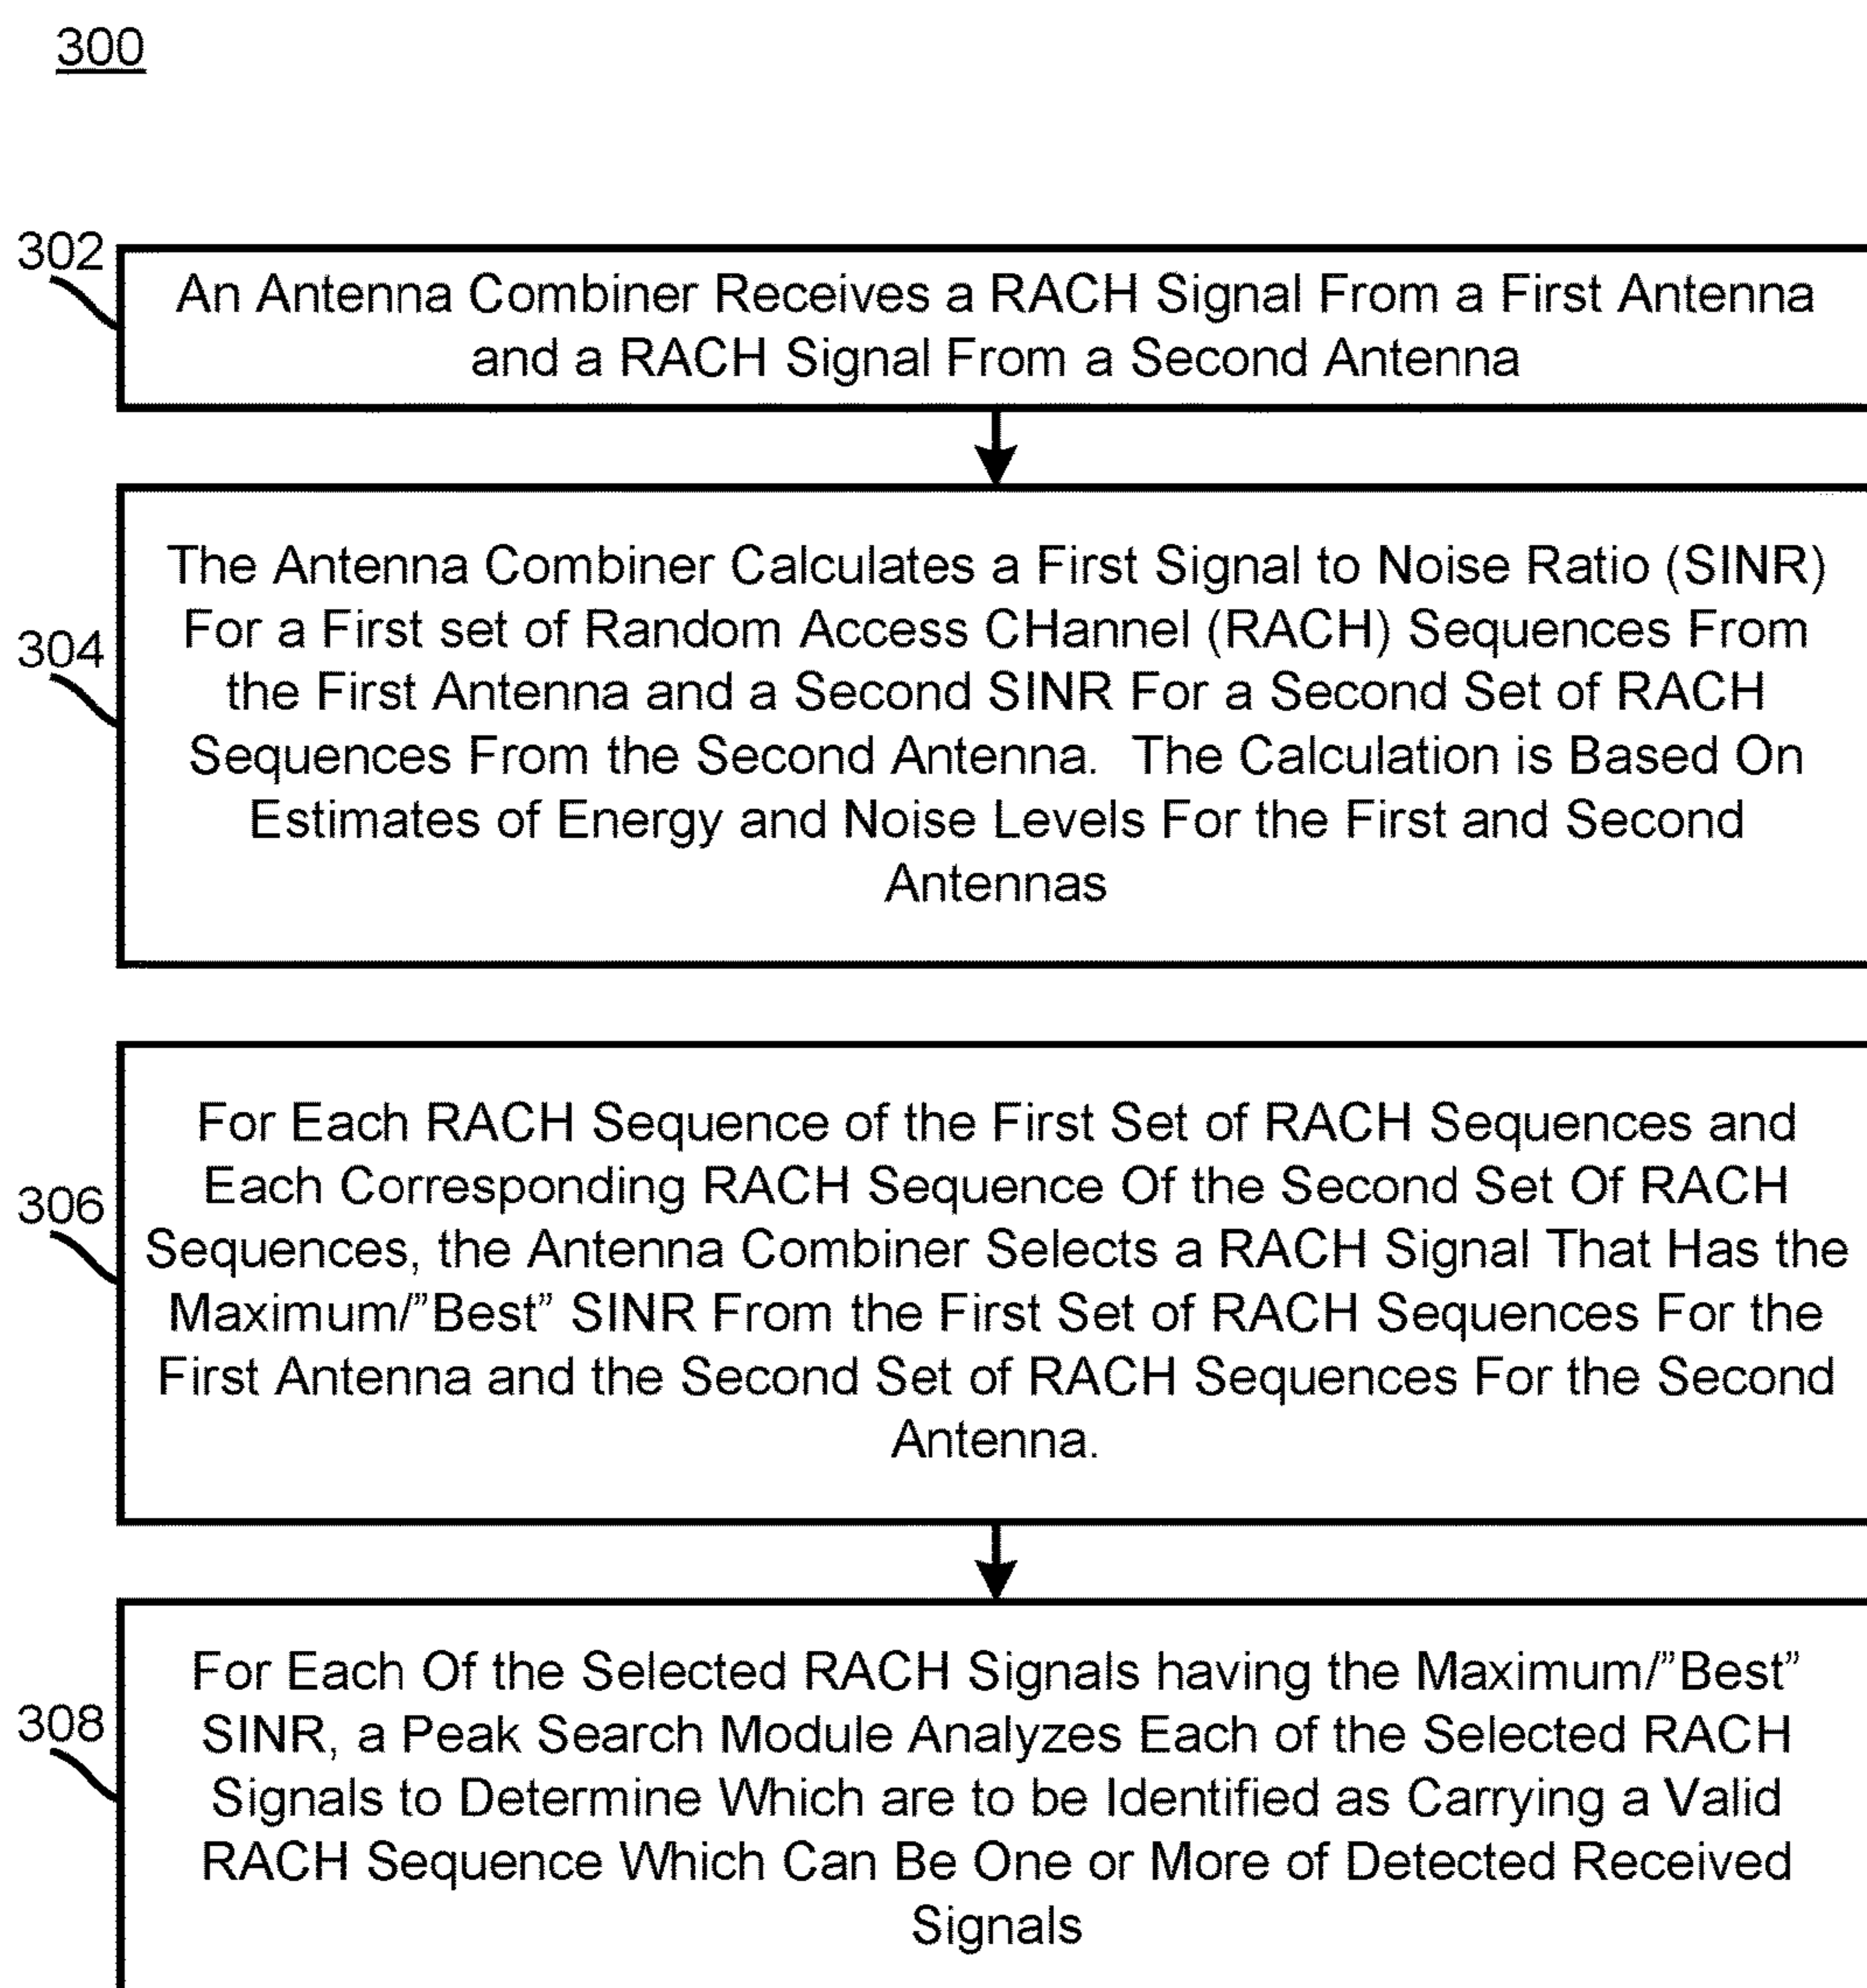 300
302
An Antenna Combiner Receives a RACH Signal From a First Antenna
and a RACH Signal From a Second Antenna
304
The Antenna Combiner Calculates a First Signal to Noise Ratio (SINR)
For a First set of Random Access CHannel (RACH) Sequences From
the First Antenna and a Second SINR For a Second Set of RACH
Sequences From the Second Antenna.  The Calculation is Based On
Estimates of Energy and Noise Levels For the First and Second
Antennas
306
For Each RACH Sequence of the First Set of RACH Sequences and
Each Corresponding RACH Sequence Of the Second Set Of RACH
Sequences, the Antenna Combiner Selects a RACH Signal That Has the
Maximum/”Best” SINR From the First Set of RACH Sequences For the
First Antenna and the Second Set of RACH Sequences For the Second
Antenna.
308
For Each Of the Selected RACH Signals having the Maximum/”Best”
SINR, a Peak Search Module Analyzes Each of the Selected RACH
Signals to Determine Which are to be Identified as Carrying a Valid
RACH Sequence Which Can Be One or More of Detected Received
Signals